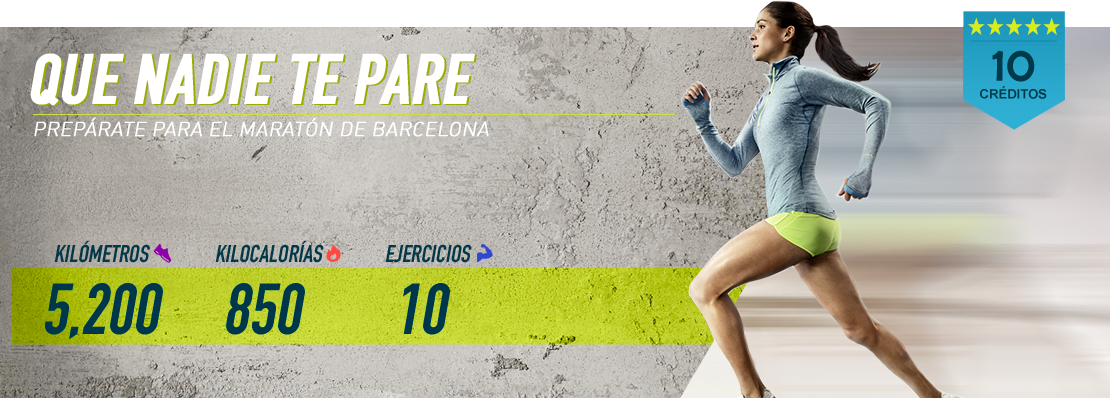 QUE NADIE TE PARE
PREPÁRATE PARA EL MARATÓN DE BARCELONA
10
CRÉDITOS
KILÓMETROS
KILOCALORÍAS
EJERCICIOS
5,200
850
10